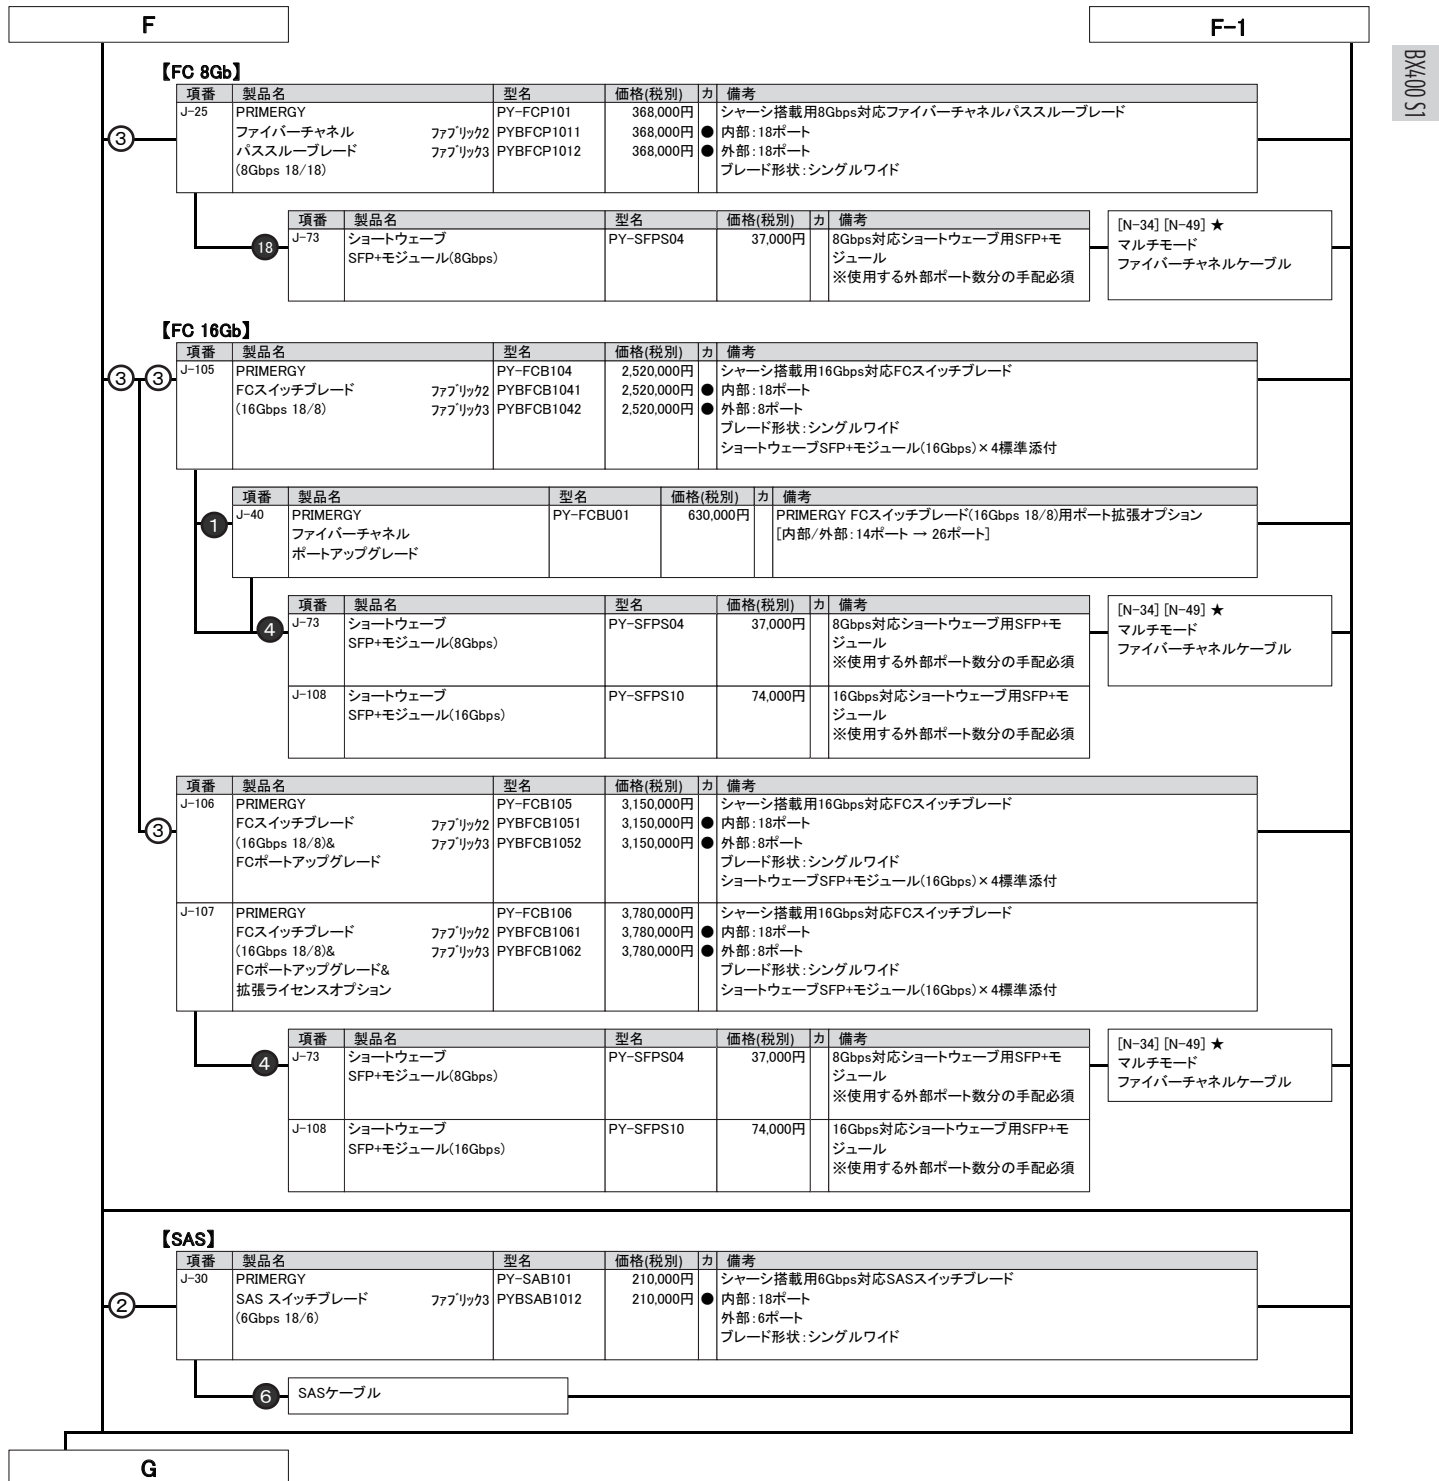 F
F-1
BX400 S1
【FC 8Gb】
項番 製品名 型名 価格(税別) カ 備考
J-25 PRIMERGY PY-FCP101 368,000円 シャーシ搭載用8Gbps対応ファイバーチャネルパススルーブレード
ファイバーチャネル ファブリック2 PYBFCP1011 368,000円 ● 内部:18ポート
③ パススルーブレード ファブリック3 PYBFCP1012 368,000円 ● 外部:18ポート
(8Gbps 18/18) ブレード形状:シングルワイド
項番 製品名 型名 価格(税別) カ 備考
⓲ J-73 ショートウェーブ PY-SFPS04 37,000円 8Gbps対応ショートウェーブ用SFP+モ
SFP+モジュール(8Gbps) ジュール
※使用する外部ポート数分の手配必須
[N-34] [N-49] ★
マルチモード
ファイバーチャネルケーブル
【FC 16Gb】
項番 製品名 型名 価格(税別) カ 備考
③ ③ J-105 PRIMERGY PY-FCB104 2,520,000円 シャーシ搭載用16Gbps対応FCスイッチブレード
FCスイッチブレード ファブリック2 PYBFCB1041 2,520,000円 ● 内部:18ポート
(16Gbps 18/8) ファブリック3 PYBFCB1042 2,520,000円 ● 外部:8ポート
ブレード形状:シングルワイド
ショートウェーブSFP+モジュール(16Gbps)×4標準添付
項番 製品名 型名 価格(税別) カ 備考
❶ J-40 PRIMERGY PY-FCBU01 630,000円 PRIMERGY FCスイッチブレード(16Gbps 18/8)用ポート拡張オプション
ファイバーチャネル [内部/外部:14ポート → 26ポート]
ポートアップグレード
項番 製品名 型名 価格(税別) カ 備考
❹ J-73 ショートウェーブ PY-SFPS04 37,000円 8Gbps対応ショートウェーブ用SFP+モ
SFP+モジュール(8Gbps) ジュール
※使用する外部ポート数分の手配必須
[N-34] [N-49] ★
マルチモード
ファイバーチャネルケーブル
J-108 ショートウェーブ PY-SFPS10 74,000円 16Gbps対応ショートウェーブ用SFP+モ
SFP+モジュール(16Gbps) ジュール
※使用する外部ポート数分の手配必須
項番 製品名 型名 価格(税別) カ 備考
J-106 PRIMERGY PY-FCB105 3,150,000円 シャーシ搭載用16Gbps対応FCスイッチブレード
③ FCスイッチブレード ファブリック2 PYBFCB1051 3,150,000円 ● 内部:18ポート
(16Gbps 18/8)& ファブリック3 PYBFCB1052 3,150,000円 ● 外部:8ポート
FCポートアップグレード ブレード形状:シングルワイド
ショートウェーブSFP+モジュール(16Gbps)×4標準添付
J-107 PRIMERGY PY-FCB106 3,780,000円 シャーシ搭載用16Gbps対応FCスイッチブレード
FCスイッチブレード ファブリック2 PYBFCB1061 3,780,000円 ● 内部:18ポート
(16Gbps 18/8)& ファブリック3 PYBFCB1062 3,780,000円 ● 外部:8ポート
FCポートアップグレード& ブレード形状:シングルワイド
拡張ライセンスオプション ショートウェーブSFP+モジュール(16Gbps)×4標準添付
項番 製品名 型名 価格(税別) カ 備考
❹ J-73 ショートウェーブ PY-SFPS04 37,000円 8Gbps対応ショートウェーブ用SFP+モ
SFP+モジュール(8Gbps) ジュール
※使用する外部ポート数分の手配必須
[N-34] [N-49] ★
マルチモード
ファイバーチャネルケーブル
J-108 ショートウェーブ PY-SFPS10 74,000円 16Gbps対応ショートウェーブ用SFP+モ
SFP+モジュール(16Gbps) ジュール
※使用する外部ポート数分の手配必須
【SAS】
項番 製品名 型名 価格(税別) カ 備考
J-30 PRIMERGY PY-SAB101 210,000円 シャーシ搭載用6Gbps対応SASスイッチブレード
② SAS スイッチブレード ファブリック3 PYBSAB1012 210,000円 ● 内部:18ポート
(6Gbps 18/6) 外部:6ポート
ブレード形状:シングルワイド
❻ SASケーブル
G